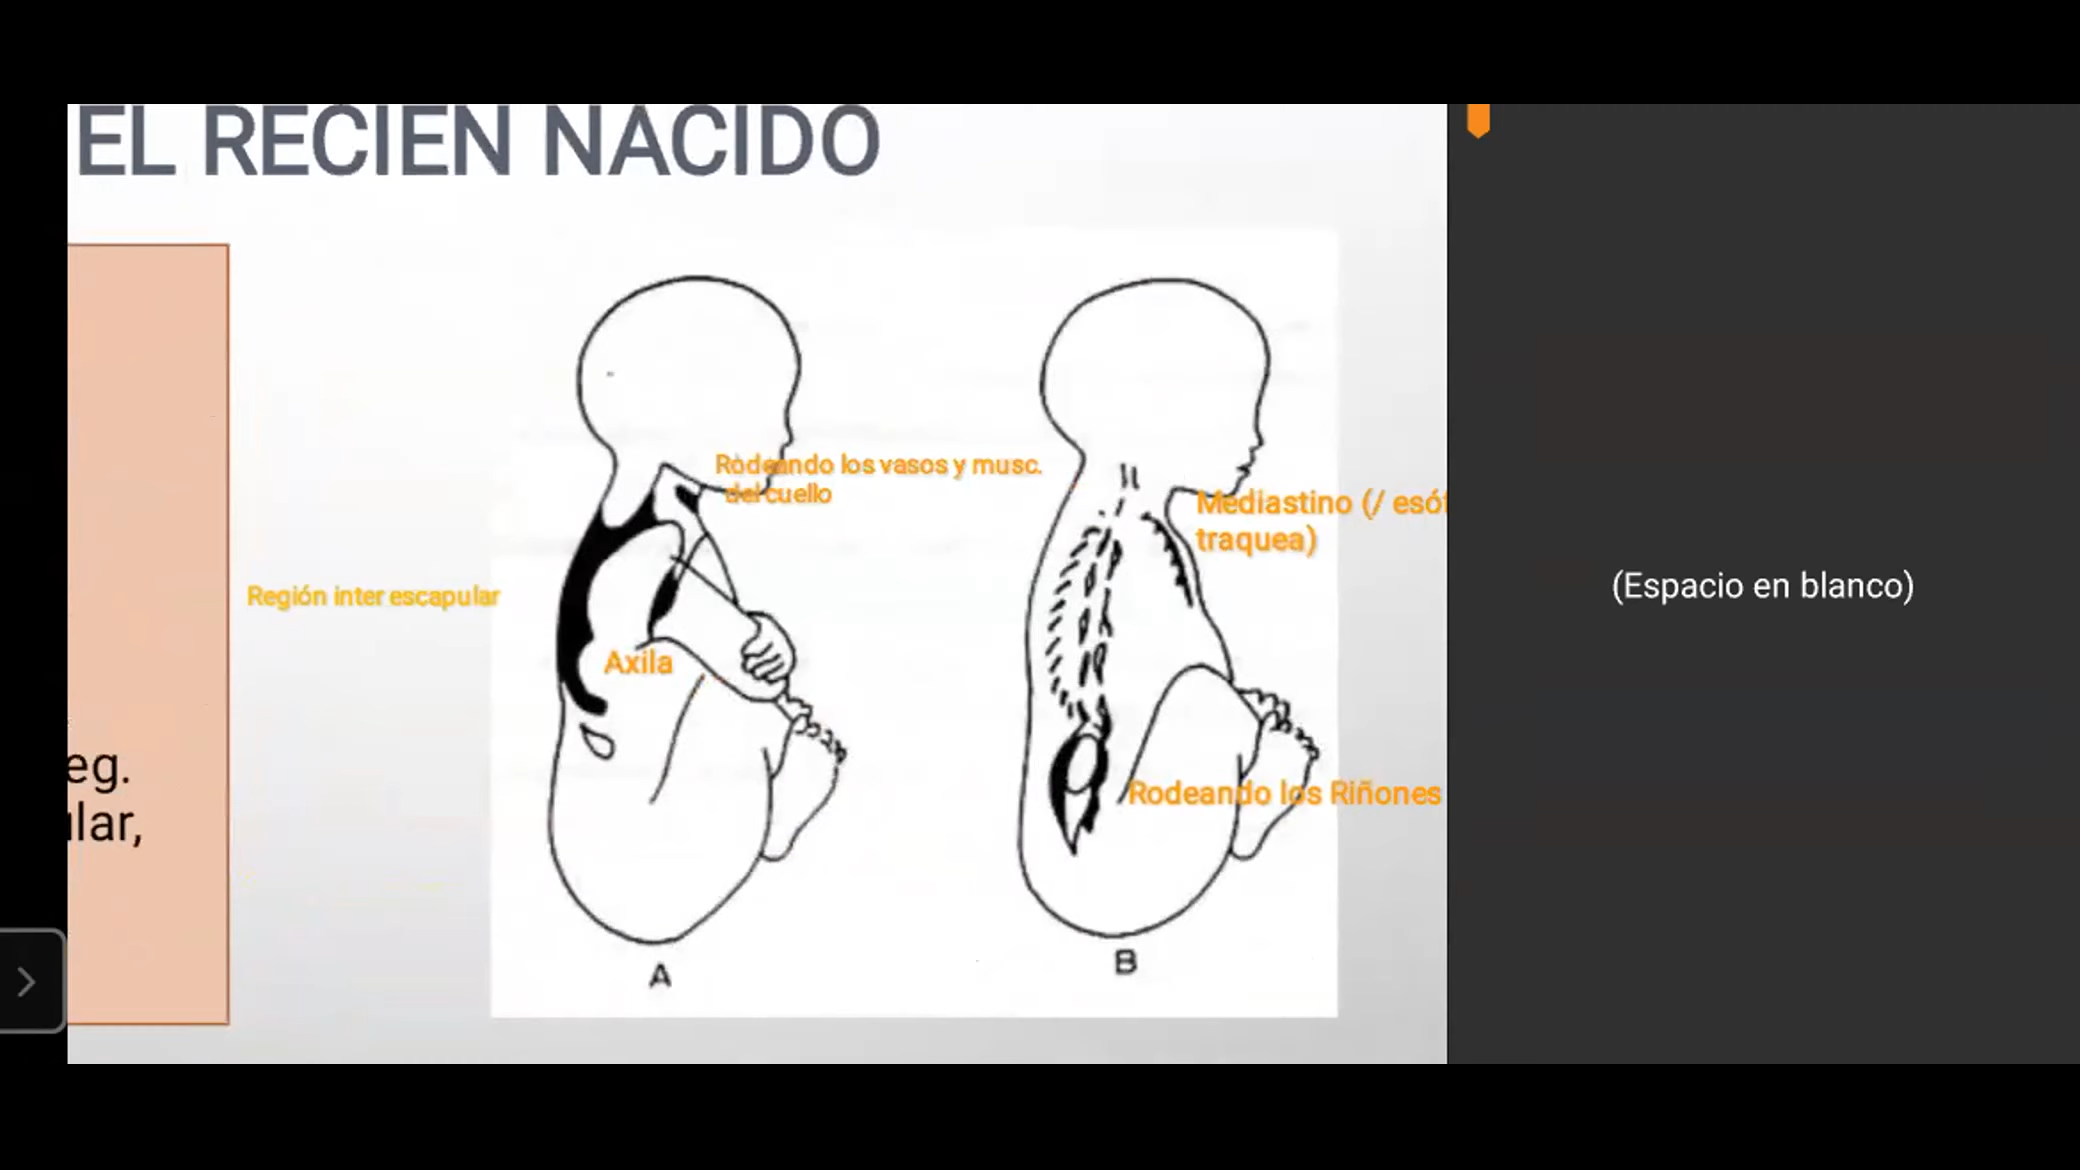 EL RECIEN NACIDO
Rodeando los vasos y musc.
del cuello
Mediastino (/ esóf
traquea)
Región inter escapular
(Espacio en blanco)
Axila
eg.
ular,
Rodeando los Riñones
A
B